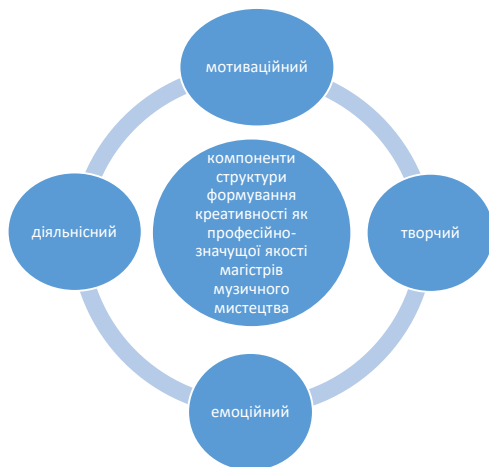 мотиваційний
компоненти
структури
формування
креативності як
професійно-
значущої якості
магістрів
музичного
мистецтва
діяльнісний
творчий
емоційний